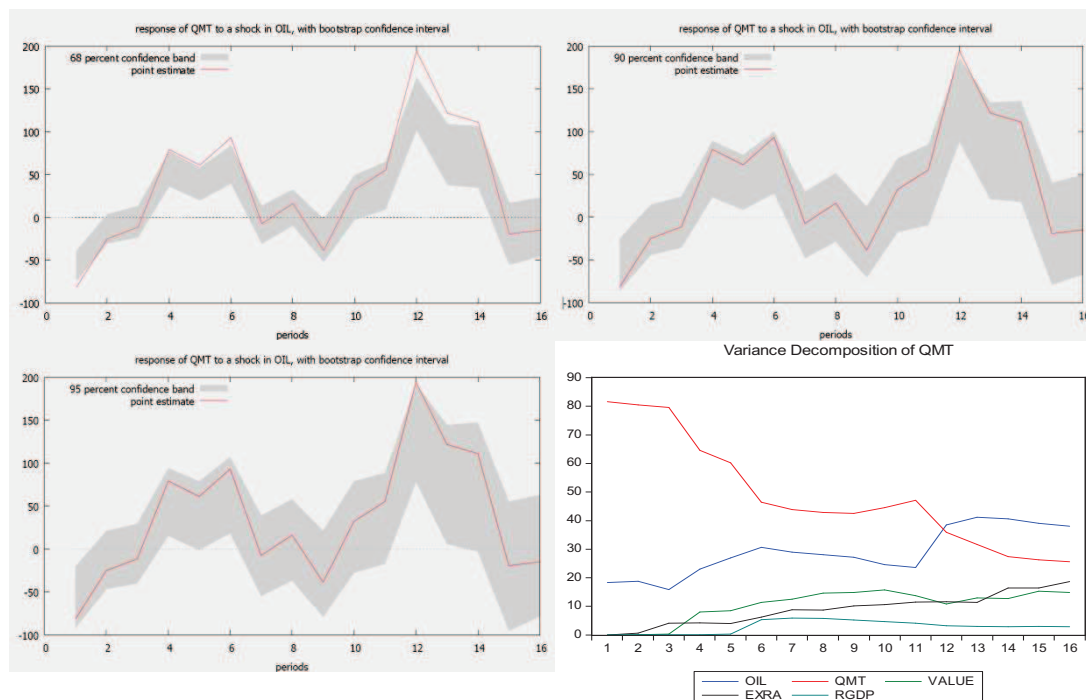 response of QMT to a shock in OIL, with bootstrap confidence interval
68 percent confidence band
point estimate
200
150
100
50
0
-50
-100
0 2 4 6 8 10 12 14 16
periods
response of QMT to a shock in OIL, with bootstrap confidence interval
90 percent confidence band
point estimate
200
150
100
50
0
-50
-100
0 2 4 6 8 10 12 14 16
periods
response of QMT to a shock in OIL, with bootstrap confidence interval
95 percent confidence band
point estimate
200
150
100
50
0
-50
-100
0 2 4 6 8 10 12 14 16
periods
Variance Decomposition of QMT
90
80
70
60
50
40
30
20
10
0
1 2 3 4 5 6 7 8 9 10 11 12 13 14 15 16
OIL QMT VALUE
EXRA RGDP